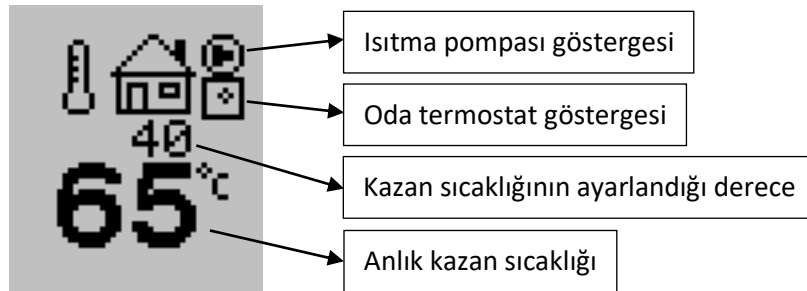 Isıtma pompası göstergesi
Oda termostat göstergesi
40
Kazan sıcaklığının ayarlandığı derece
65 °C
Anlık kazan sıcaklığı